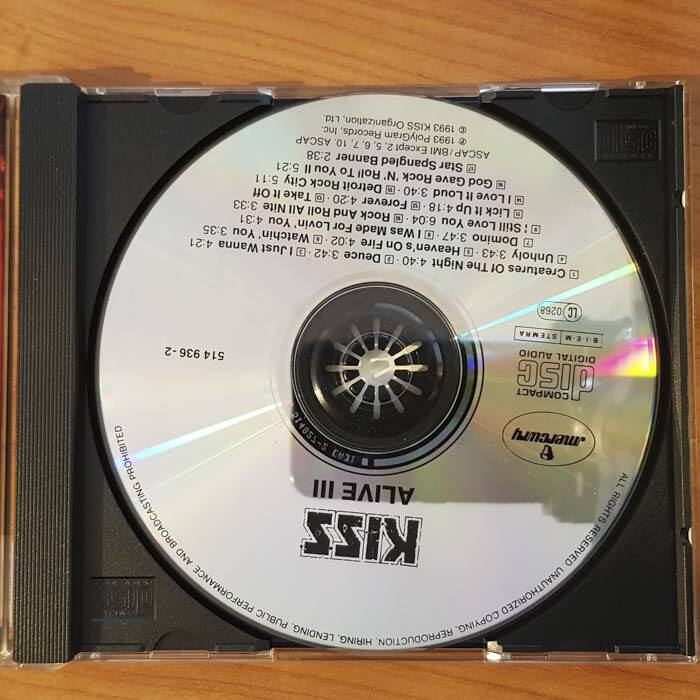 KISS
ALIVE III
mercury
COMPACT
disc
DIGITAL AUDIO
B·I·E·M STEMRA
LC 0268
514 936-2
1 Creatures Of The Night 4:40 · 2 Deuce 3:42 · 3 I Just Wanna 4:21
4 Unholy 3:43 · 5 Heaven's On Fire 4:02 · 6 Watchin' You 3:35
7 Domino 3:47 · 8 I Was Made For Lovin' You 4:31
9 I Still Love You 6:04 · 10 Rock And Roll All Nite 3:33
11 Lick It Up 4:18 · 12 Forever 4:20 · 13 Take It Off
14 I Love It Loud 3:40 · 15 Detroit Rock City 5:11
16 God Gave Rock 'N' Roll To You II 5:21
17 Star Spangled Banner 2:38
ASCAP/BMI Except 2, 5, 6, 7, 10, ASCAP
℗ 1993 PolyGram Records, Inc.
© 1993 KISS Organization, Ltd.
ALL RIGHTS RESERVED. UNAUTHORIZED COPYING, REPRODUCTION, HIRING, LENDING, PUBLIC PERFORMANCE AND BROADCASTING PROHIBITED